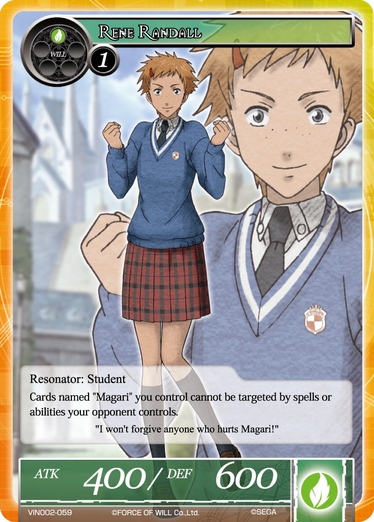 Rene Randall
WILL
1
Resonator: Student
Cards named "Magari" you control cannot be targeted by spells or
abilities your opponent controls.
"I won't forgive anyone who hurts Magari!"
ATK 400 / DEF 600
VIN002-059 ©FORCE OF WILL Co.,Ltd. ©SEGA